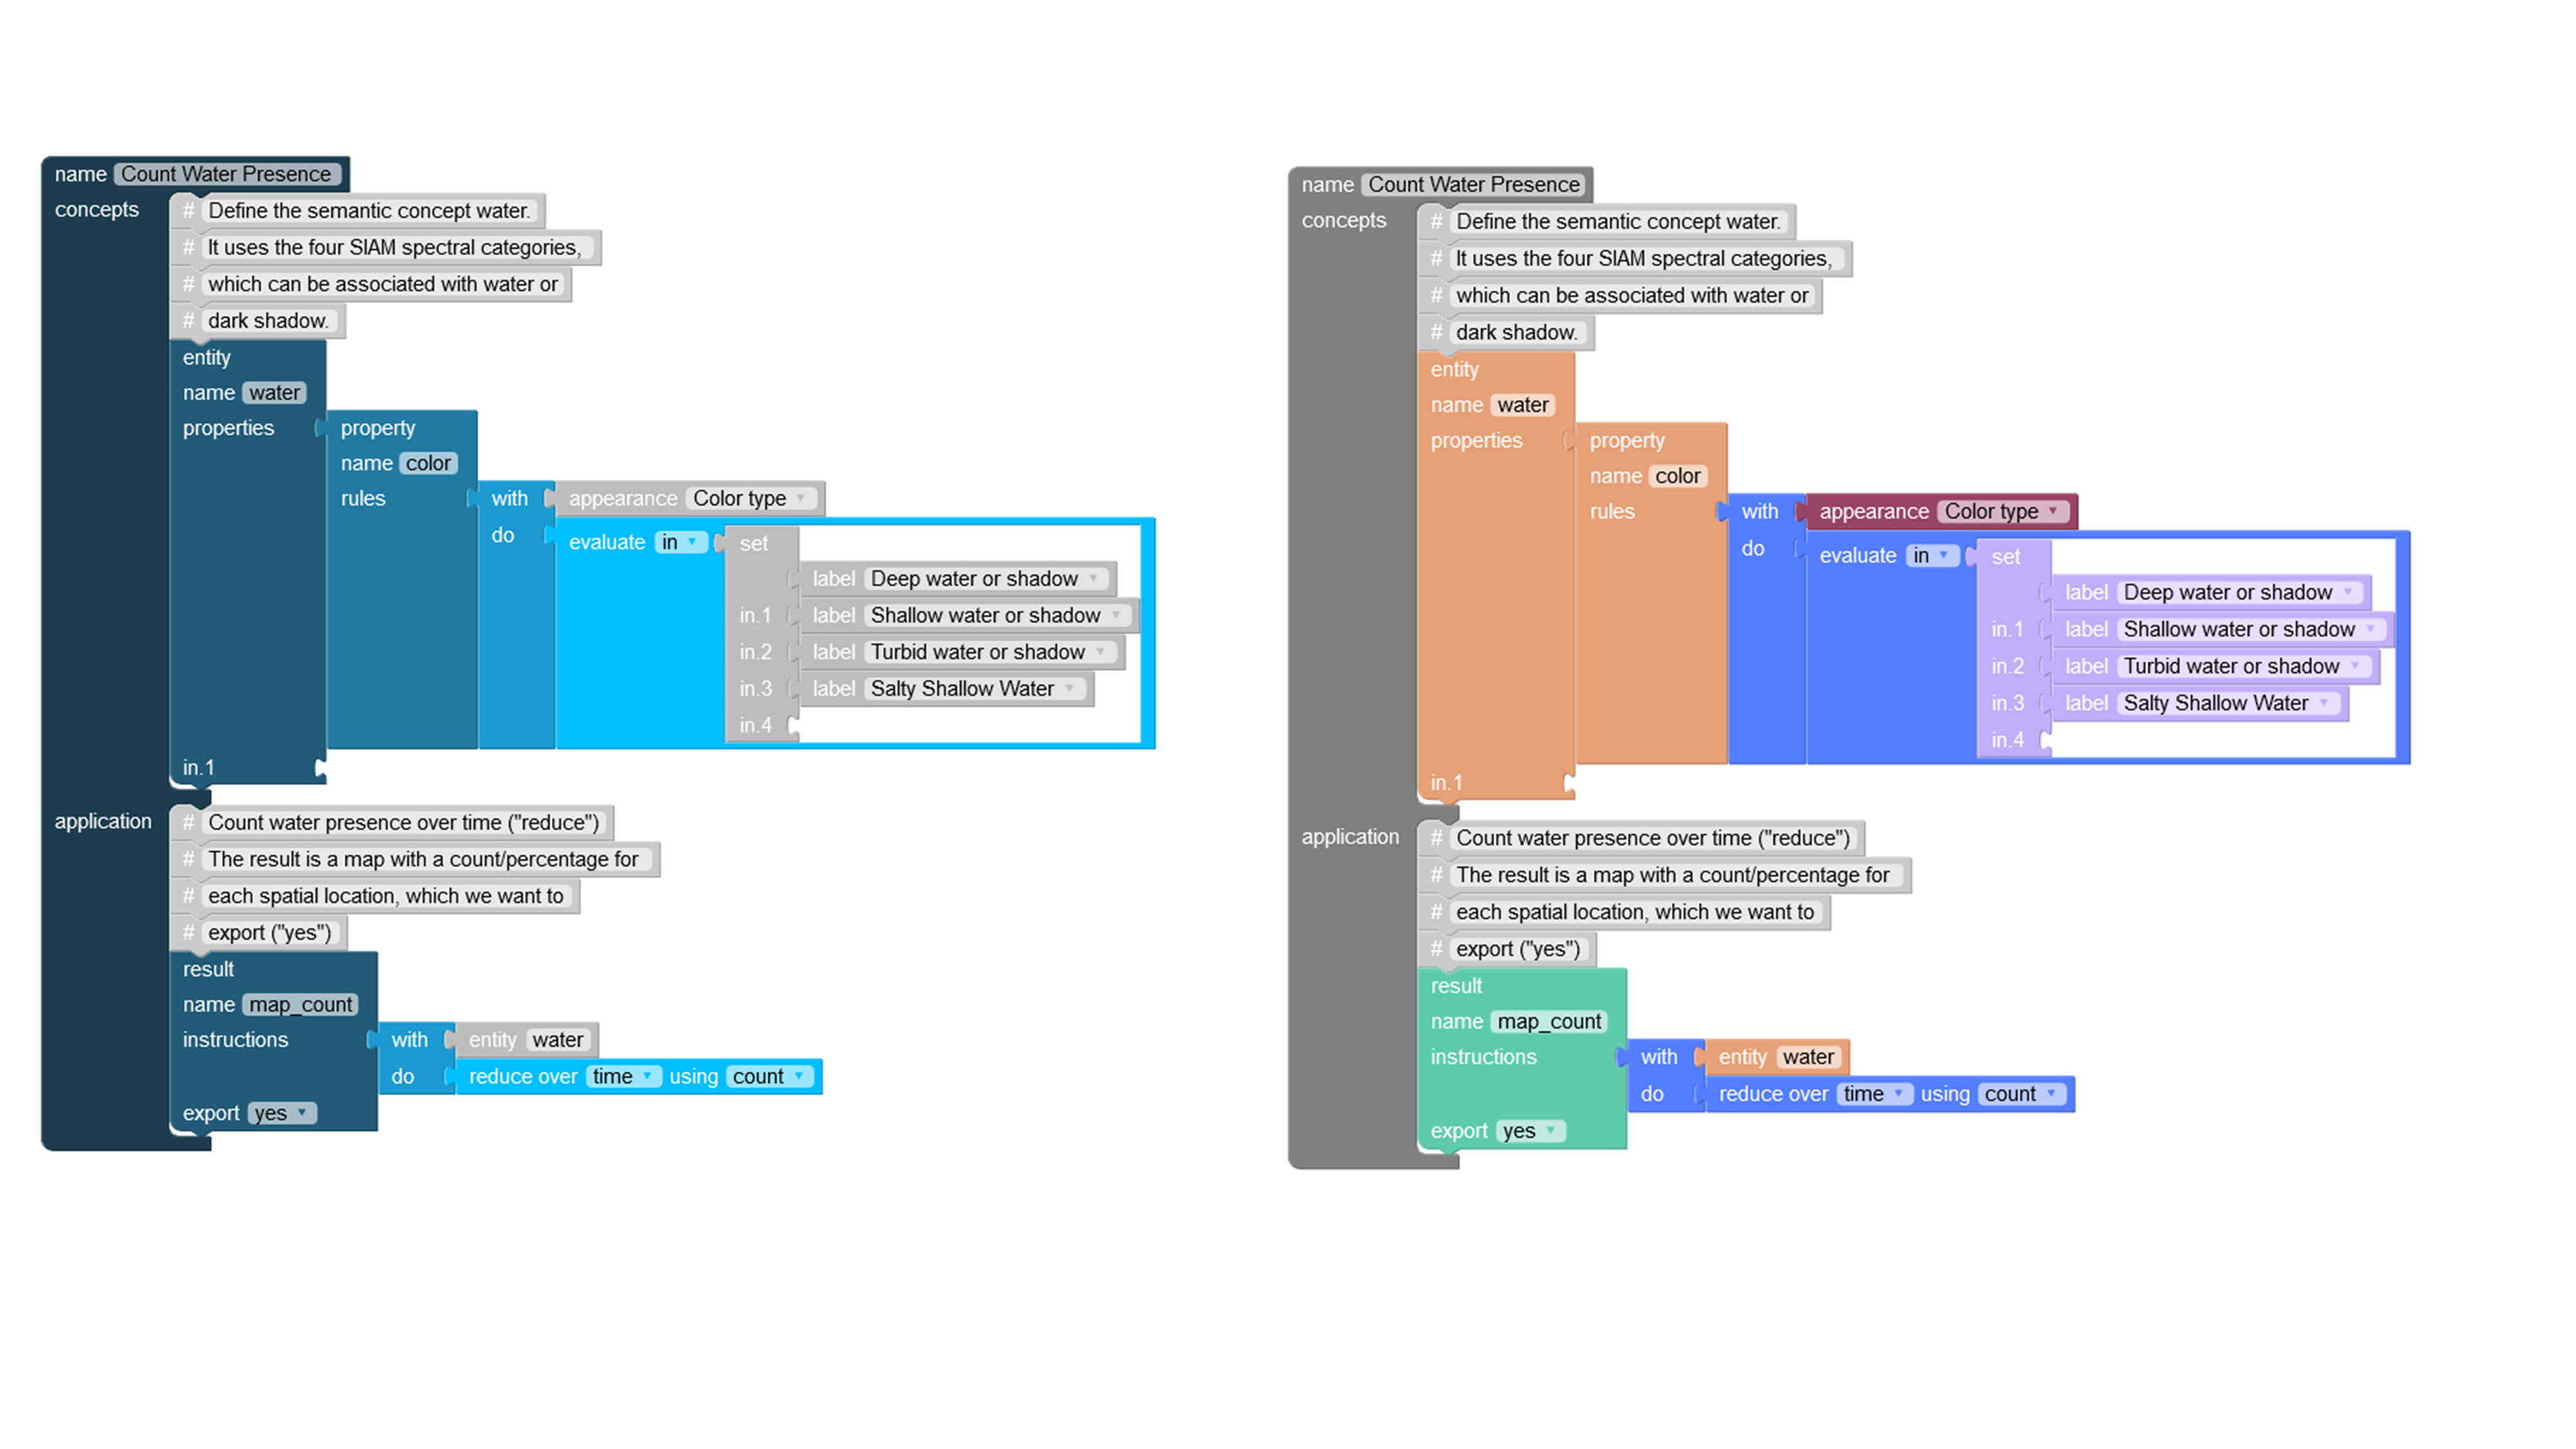 name Count Water Presence
concepts # Define the semantic concept water.
# It uses the four SIAM spectral categories,
# which can be associated with water or
# dark shadow.
entity
name water
properties property
name color
rules with appearance Color type
do evaluate in set
label Deep water or shadow
in.1 label Shallow water or shadow
in.2 label Turbid water or shadow
in.3 label Salty Shallow Water
in.4
in.1
application # Count water presence over time ("reduce")
# The result is a map with a count/percentage for
# each spatial location, which we want to
# export ("yes")
result
name map_count
instructions with entity water
do reduce over time using count
export yes
name Count Water Presence
concepts # Define the semantic concept water.
# It uses the four SIAM spectral categories,
# which can be associated with water or
# dark shadow.
entity
name water
properties property
name color
rules with appearance Color type
do evaluate in set
label Deep water or shadow
in.1 label Shallow water or shadow
in.2 label Turbid water or shadow
in.3 label Salty Shallow Water
in.4
in.1
application # Count water presence over time ("reduce")
# The result is a map with a count/percentage for
# each spatial location, which we want to
# export ("yes")
result
name map_count
instructions with entity water
do reduce over time using count
export yes